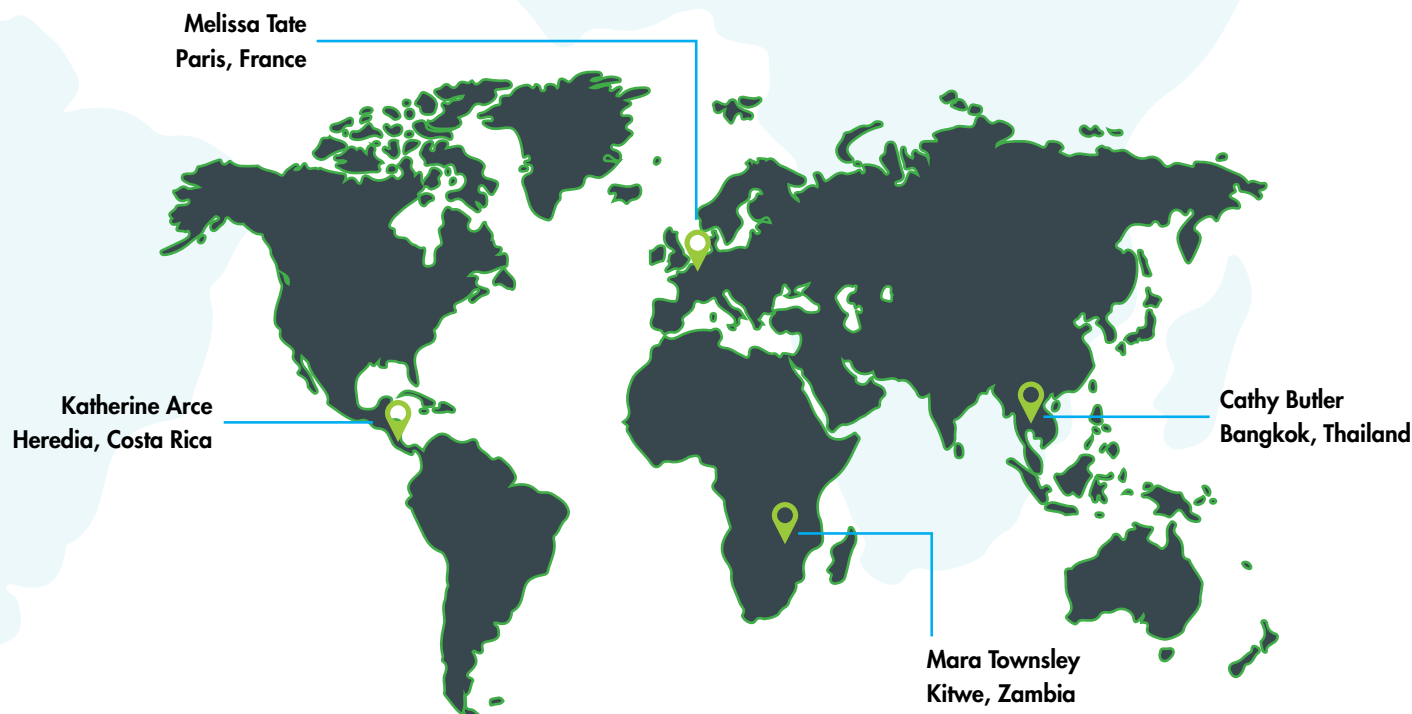 Melissa Tate
Paris, France
Katherine Arce
Heredia, Costa Rica
Cathy Butler
Bangkok, Thailand
Mara Townsley
Kitwe, Zambia